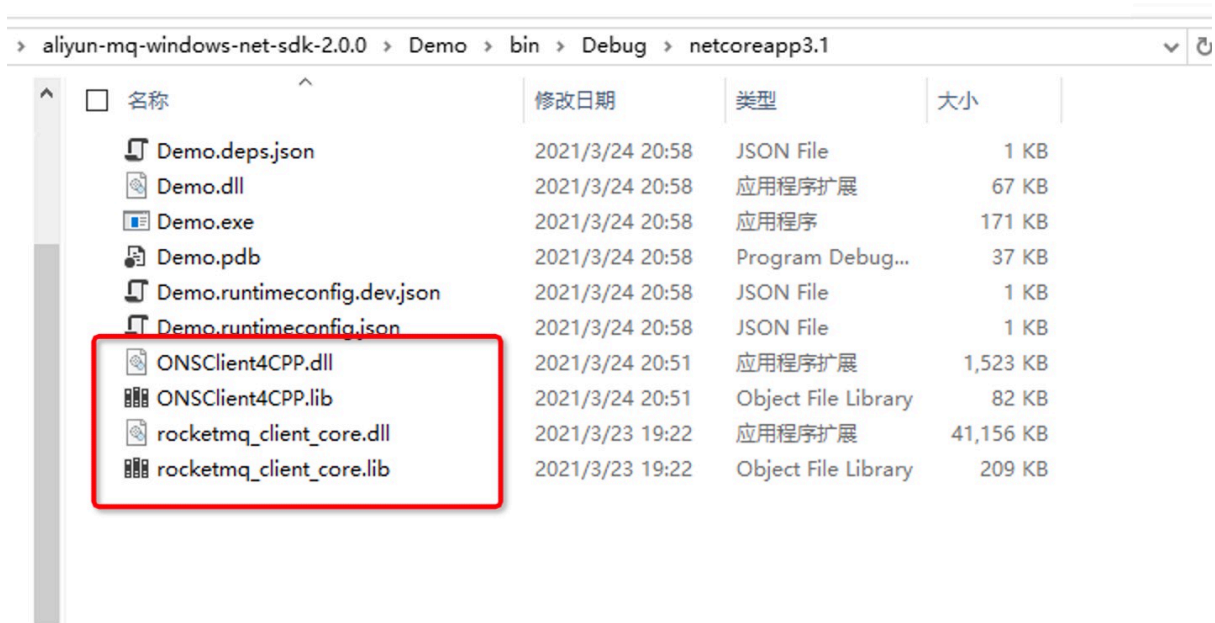 aliyun-mq-windows-net-sdk-2.0.0 > Demo > bin > Debug > netcoreapp3.1
名称 修改日期 类型 大小
Demo.deps.json 2021/3/24 20:58 JSON File 1 KB
Demo.dll 2021/3/24 20:58 应用程序扩展 67 KB
Demo.exe 2021/3/24 20:58 应用程序 171 KB
Demo.pdb 2021/3/24 20:58 Program Debug... 37 KB
Demo.runtimeconfig.dev.json 2021/3/24 20:58 JSON File 1 KB
Demo.runtimeconfig.json 2021/3/24 20:58 JSON File 1 KB
ONSClient4CPP.dll 2021/3/24 20:51 应用程序扩展 1,523 KB
ONSClient4CPP.lib 2021/3/24 20:51 Object File Library 82 KB
rocketmq_client_core.dll 2021/3/23 19:22 应用程序扩展 41,156 KB
rocketmq_client_core.lib 2021/3/23 19:22 Object File Library 209 KB